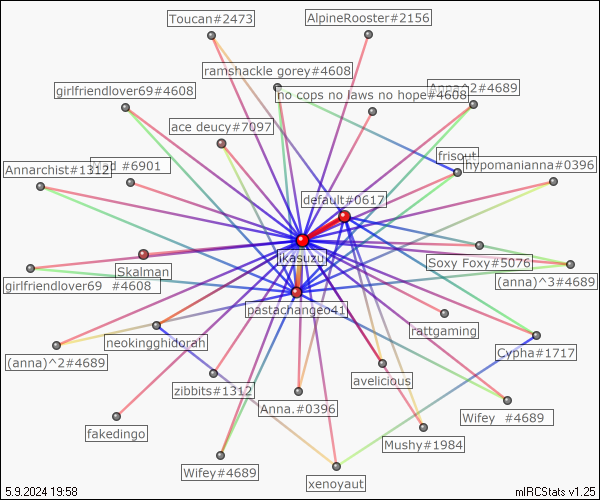 Toucan#2473
AlpineRooster#2156
ramshackle gorey#4608
girlfriendlover69#4608
no cops no laws no hope#4608
Anna^2#4689
ace deucy#7097
frisout
Annarchist#1312
#6901
hypomanianna#0396
default#0617
ikasuzu
Skalman
Soxy Foxy#5076
girlfriendlover69 #4608
(anna)^3#4689
pastachangeo41
rattgaming
neokingghidorah
(anna)^2#4689
Cypha#1717
avelicious
zibbits#1312
Anna.#0396
Wifey #4689
fakedingo
Mushy#1984
Wifey#4689
xenoyaut
5.9.2024 19:58
mIRCStats v1.25